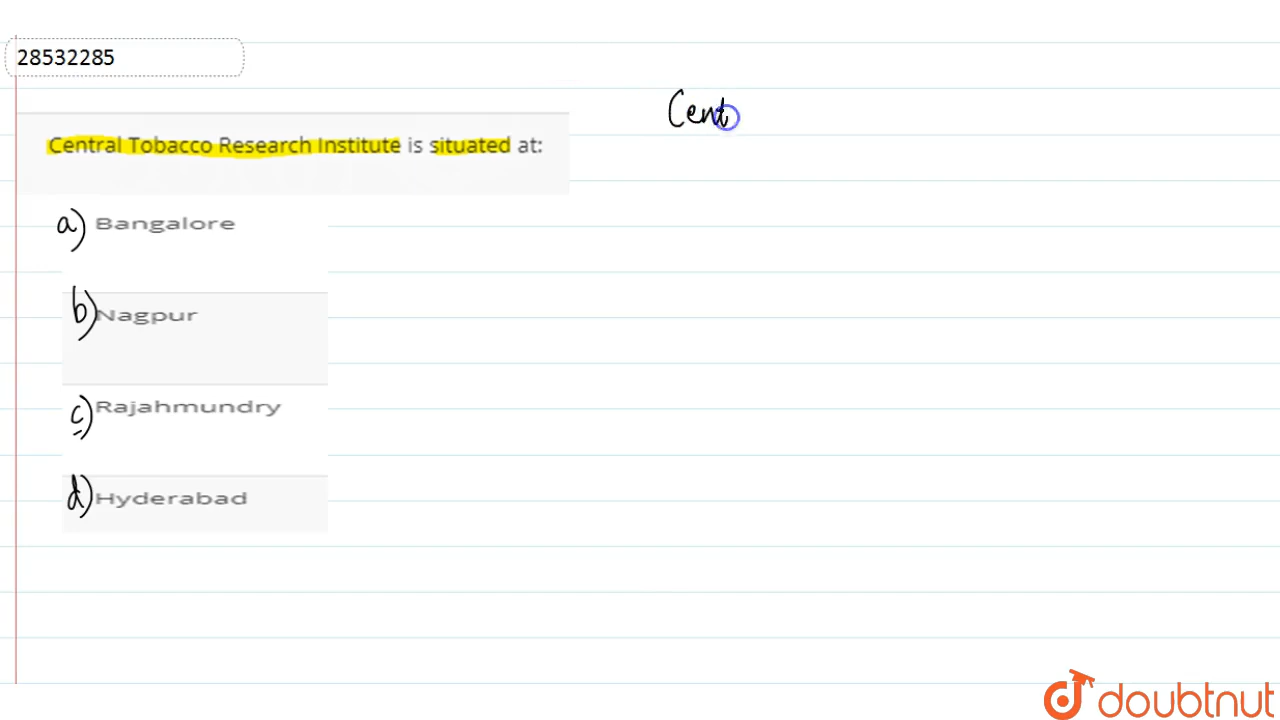 28532285
Cent
Central Tobacco Research Institute is situated at:
a) Bangalore
b) Nagpur
c) Rajahmundry
d) Hyderabad
doubtnut